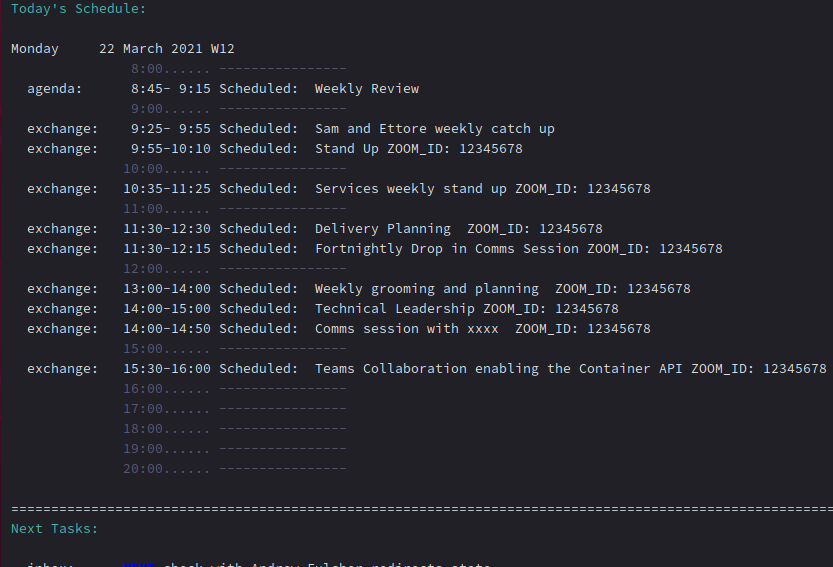 Today's Schedule:
Monday     22 March 2021 W12
8:00...... ----------------
agenda:      8:45- 9:15 Scheduled:  Weekly Review
9:00...... ----------------
exchange:    9:25- 9:55 Scheduled:  Sam and Ettore weekly catch up
exchange:    9:55-10:10 Scheduled:  Stand Up ZOOM_ID: 12345678
10:00...... ----------------
exchange:   10:35-11:25 Scheduled:  Services weekly stand up ZOOM_ID: 12345678
11:00...... ----------------
exchange:   11:30-12:30 Scheduled:  Delivery Planning  ZOOM_ID: 12345678
exchange:   11:30-12:15 Scheduled:  Fortnightly Drop in Comms Session ZOOM_ID: 12345678
12:00...... ----------------
exchange:   13:00-14:00 Scheduled:  Weekly grooming and planning  ZOOM_ID: 12345678
exchange:   14:00-15:00 Scheduled:  Technical Leadership ZOOM_ID: 12345678
exchange:   14:00-14:50 Scheduled:  Comms session with xxxx  ZOOM_ID: 12345678
15:00...... ----------------
exchange:   15:30-16:00 Scheduled:  Teams Collaboration enabling the Container API ZOOM_ID: 12345678
16:00...... ----------------
17:00...... ----------------
18:00...... ----------------
19:00...... ----------------
20:00...... ----------------
=======================================================================================================
Next Tasks:
inbox:      NEXT check with Andrew